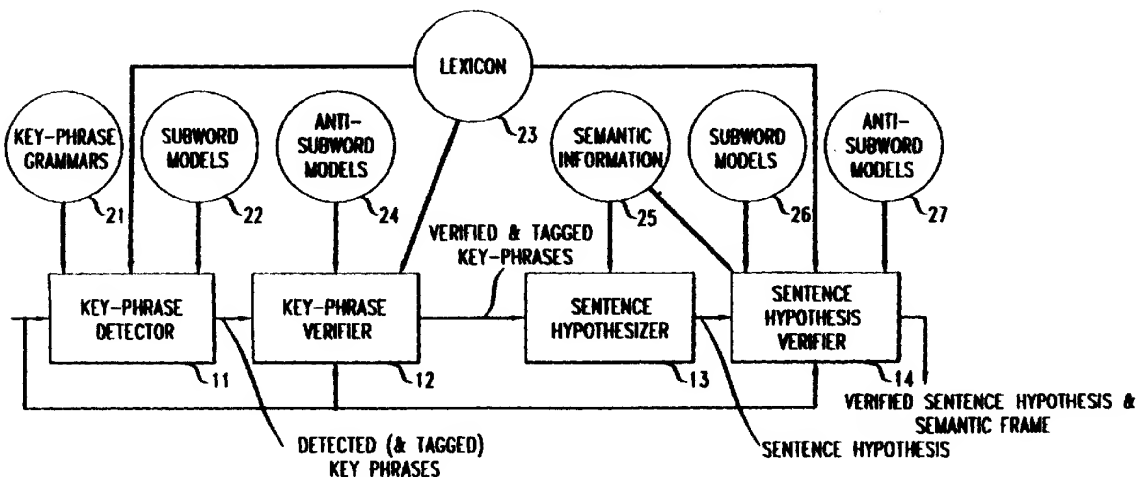 LEXICON
23
KEY-PHRASE
GRAMMARS
21
SUBWORD
MODELS
22
ANTI-
SUBWORD
MODELS
24
SEMANTIC
INFORMATION
25
SUBWORD
MODELS
26
ANTI-
SUBWORD
MODELS
27
VERIFIED & TAGGED
KEY-PHRASES
KEY-PHRASE
DETECTOR
11
KEY-PHRASE
VERIFIER
12
SENTENCE
HYPOTHESIZER
13
SENTENCE
HYPOTHESIS
VERIFIER
14
DETECTED (& TAGGED)
KEY PHRASES
SENTENCE HYPOTHESIS
VERIFIED SENTENCE HYPOTHESIS &
SEMANTIC FRAME